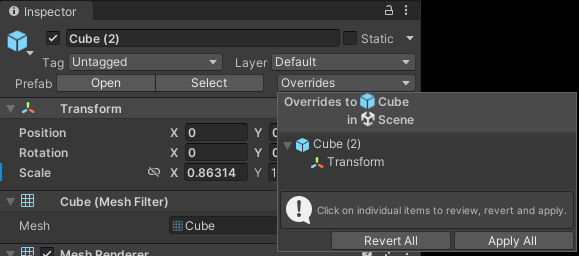 Inspector
Cube (2) Static
Tag Untagged Layer Default
Prefab Open Select Overrides
Transform
Position X 0 Y 0
Rotation X 0 Y 0
Scale X 0.86314 Y 1
Cube (Mesh Filter)
Mesh Cube
Mesh Renderer
Overrides to Cube
in Scene
Cube (2)
Transform
Click on individual items to review, revert and apply.
Revert All Apply All